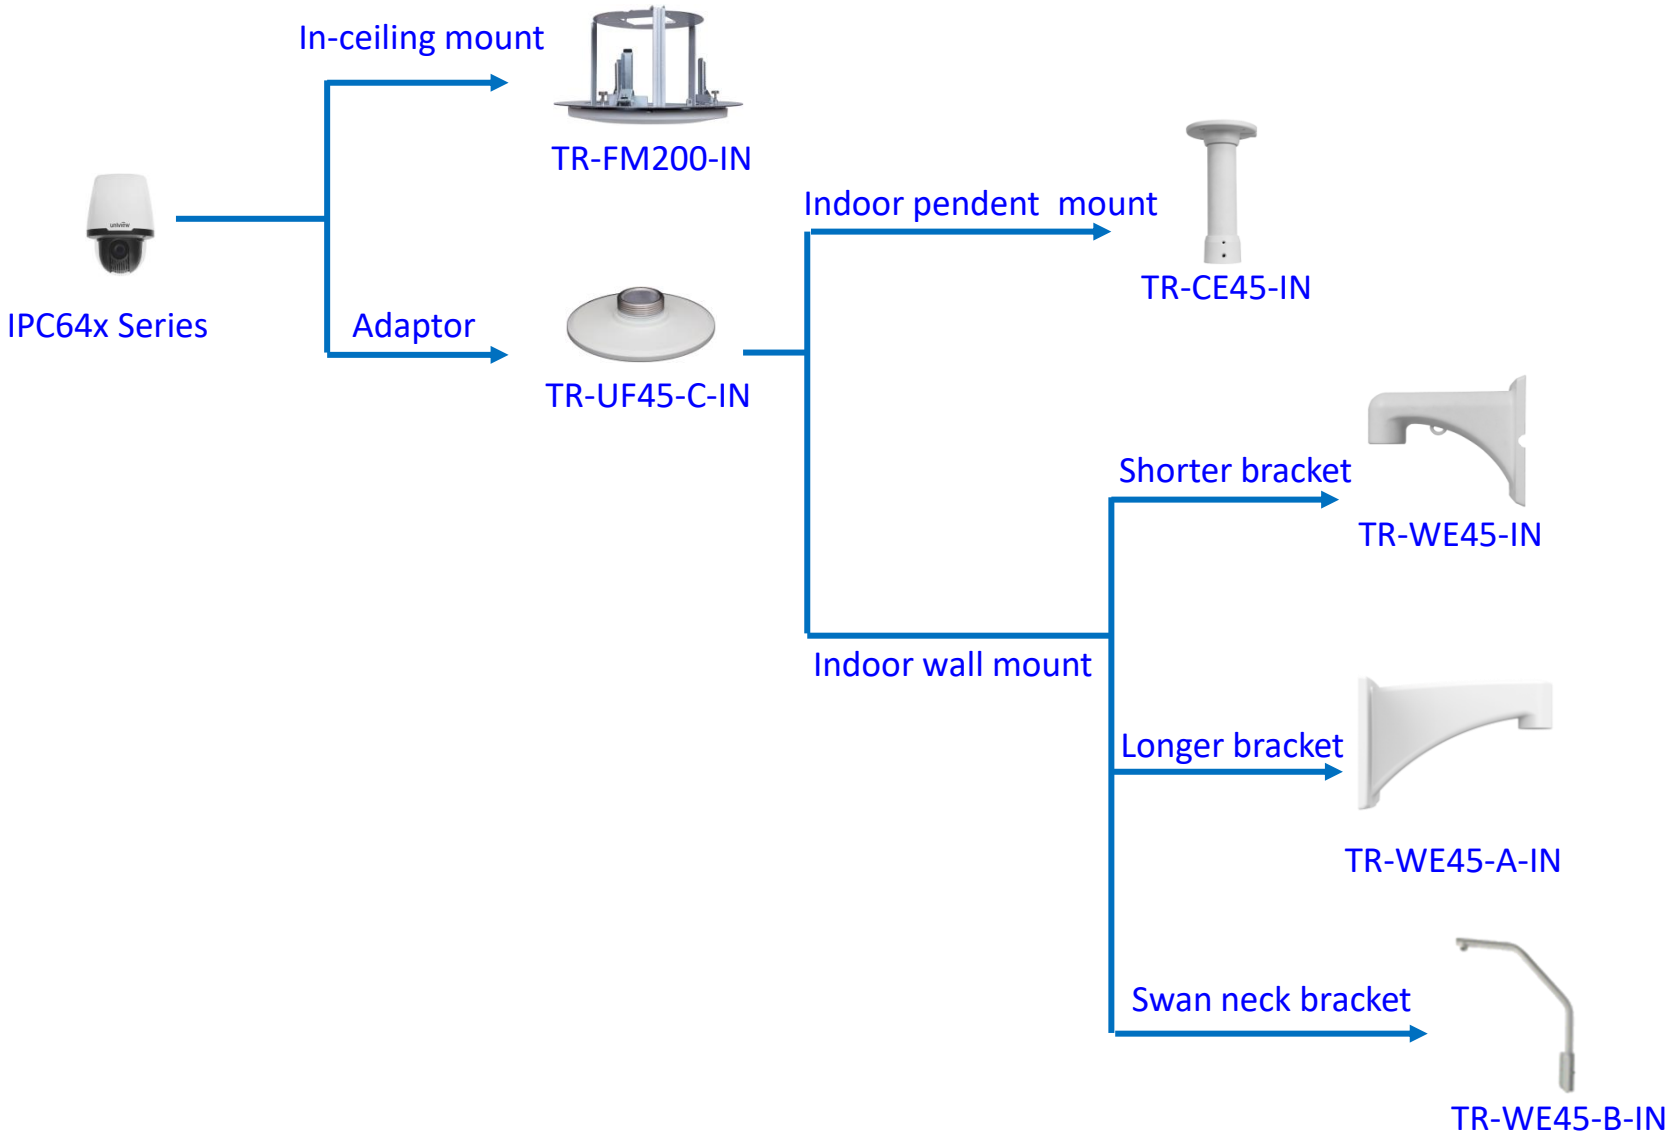 In-ceiling mount
TR-FM200-IN
uniview
IPC64x Series
Adaptor
TR-UF45-C-IN
Indoor pendent  mount
TR-CE45-IN
Shorter bracket
TR-WE45-IN
Indoor wall mount
Longer bracket
TR-WE45-A-IN
Swan neck bracket
TR-WE45-B-IN